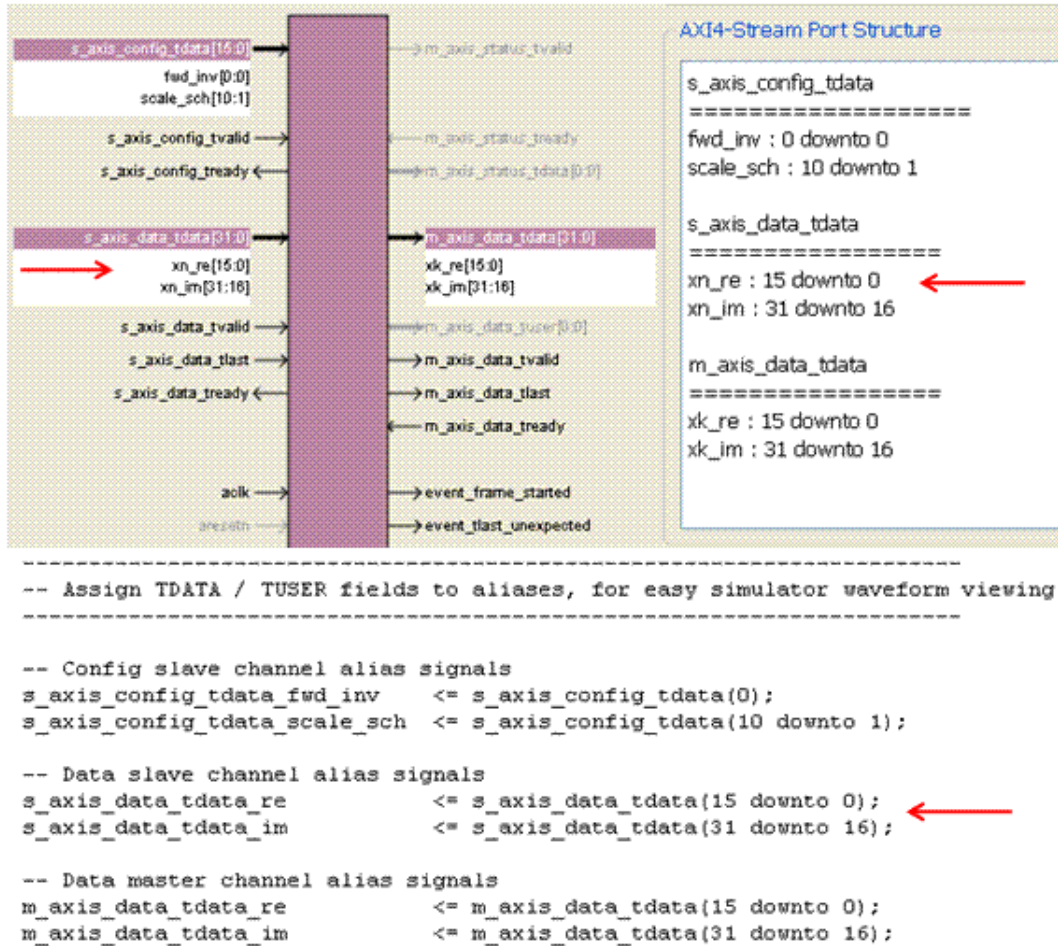 s_axis_config_tdata[15:0]
fwd_inv[0:0]
scale_sch[10:1]
s_axis_config_tvalid
s_axis_config_tready
s_axis_data_tdata[31:0]
xn_re[15:0]
xn_im[31:16]
s_axis_data_tvalid
s_axis_data_tlast
s_axis_data_tready
aclk
aresetn
m_axis_status_tvalid
m_axis_status_tready
m_axis_status_tdata[0:0]
m_axis_data_tdata[31:0]
xk_re[15:0]
xk_im[31:16]
m_axis_data_tuser[0:0]
m_axis_data_tvalid
m_axis_data_tlast
m_axis_data_tready
event_frame_started
event_tlast_unexpected
AXI4-Stream Port Structure
s_axis_config_tdata
===================
fwd_inv : 0 downto 0
scale_sch : 10 downto 1
s_axis_data_tdata
=================
xn_re : 15 downto 0
xn_im : 31 downto 16
m_axis_data_tdata
=================
xk_re : 15 downto 0
xk_im : 31 downto 16
-----------------------------------------------------------------------
-- Assign TDATA / TUSER fields to aliases, for easy simulator waveform viewing
-----------------------------------------------------------------------
-- Config slave channel alias signals
s_axis_config_tdata_fwd_inv <= s_axis_config_tdata(0);
s_axis_config_tdata_scale_sch <= s_axis_config_tdata(10 downto 1);
-- Data slave channel alias signals
s_axis_data_tdata_re <= s_axis_data_tdata(15 downto 0);
s_axis_data_tdata_im <= s_axis_data_tdata(31 downto 16);
-- Data master channel alias signals
m_axis_data_tdata_re <= m_axis_data_tdata(15 downto 0);
m_axis_data_tdata_im <= m_axis_data_tdata(31 downto 16);